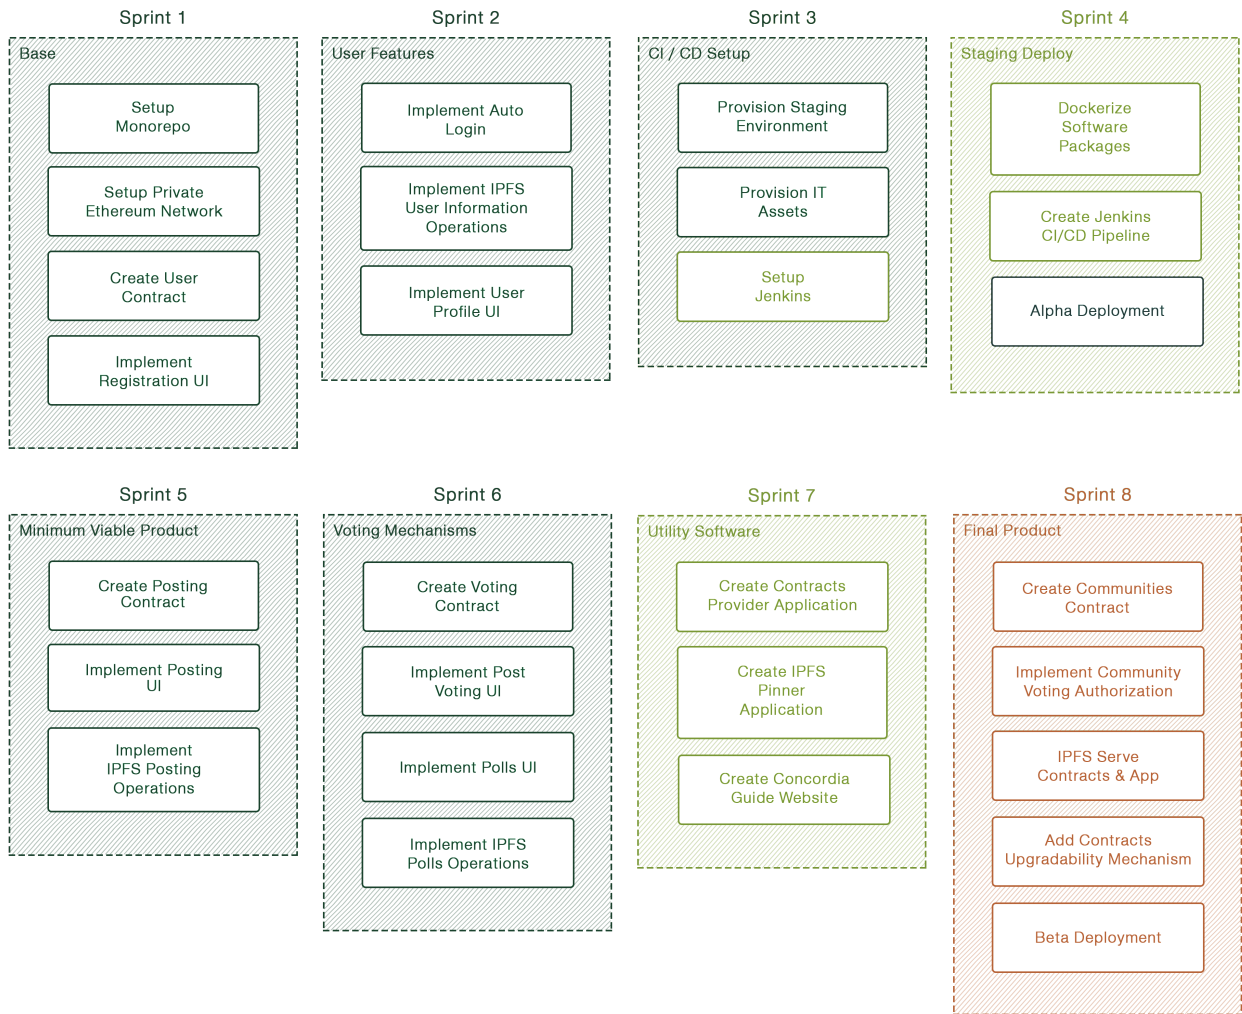 Sprint 1
Base
Setup
Monorepo
Setup Private
Ethereum Network
Create User
Contract
Implement
Registration UI
Sprint 2
User Features
Implement Auto
Login
Implement IPFS
User Information
Operations
Implement User
Profile UI
Sprint 3
CI / CD Setup
Provision Staging
Environment
Provision IT
Assets
Setup
Jenkins
Sprint 4
Staging Deploy
Dockerize
Software
Packages
Create Jenkins
CI/CD Pipeline
Alpha Deployment
Sprint 5
Minimum Viable Product
Create Posting
Contract
Implement Posting
UI
Implement
IPFS Posting
Operations
Sprint 6
Voting Mechanisms
Create Voting
Contract
Implement Post
Voting UI
Implement Polls UI
Implement IPFS
Polls Operations
Sprint 7
Utility Software
Create Contracts
Provider Application
Create IPFS
Pinner
Application
Create Concordia
Guide Website
Sprint 8
Final Product
Create Communities
Contract
Implement Community
Voting Authorization
IPFS Serve
Contracts & App
Add Contracts
Upgradability Mechanism
Beta Deployment